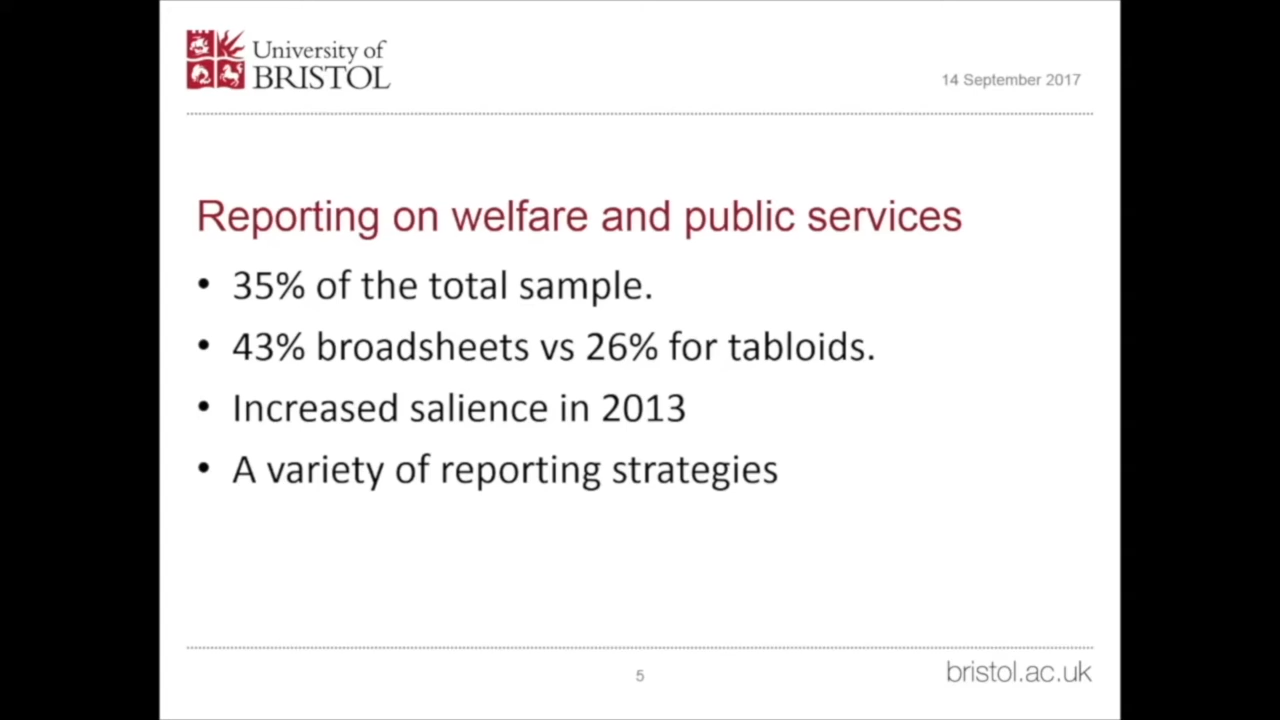 University of
BRISTOL
14 September 2017
Reporting on welfare and public services
• 35% of the total sample.
• 43% broadsheets vs 26% for tabloids.
• Increased salience in 2013
• A variety of reporting strategies
5
bristol.ac.uk